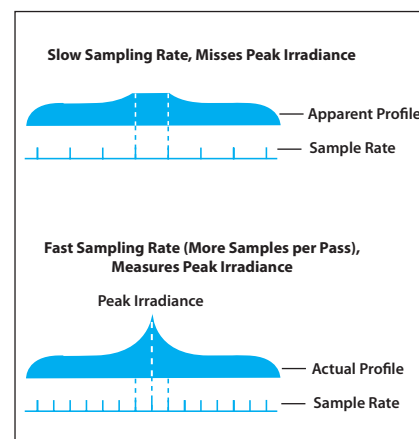 Slow Sampling Rate, Misses Peak Irradiance
Apparent Profile
Sample Rate
Fast Sampling Rate (More Samples per Pass),
Measures Peak Irradiance
Peak Irradiance
Actual Profile
Sample Rate